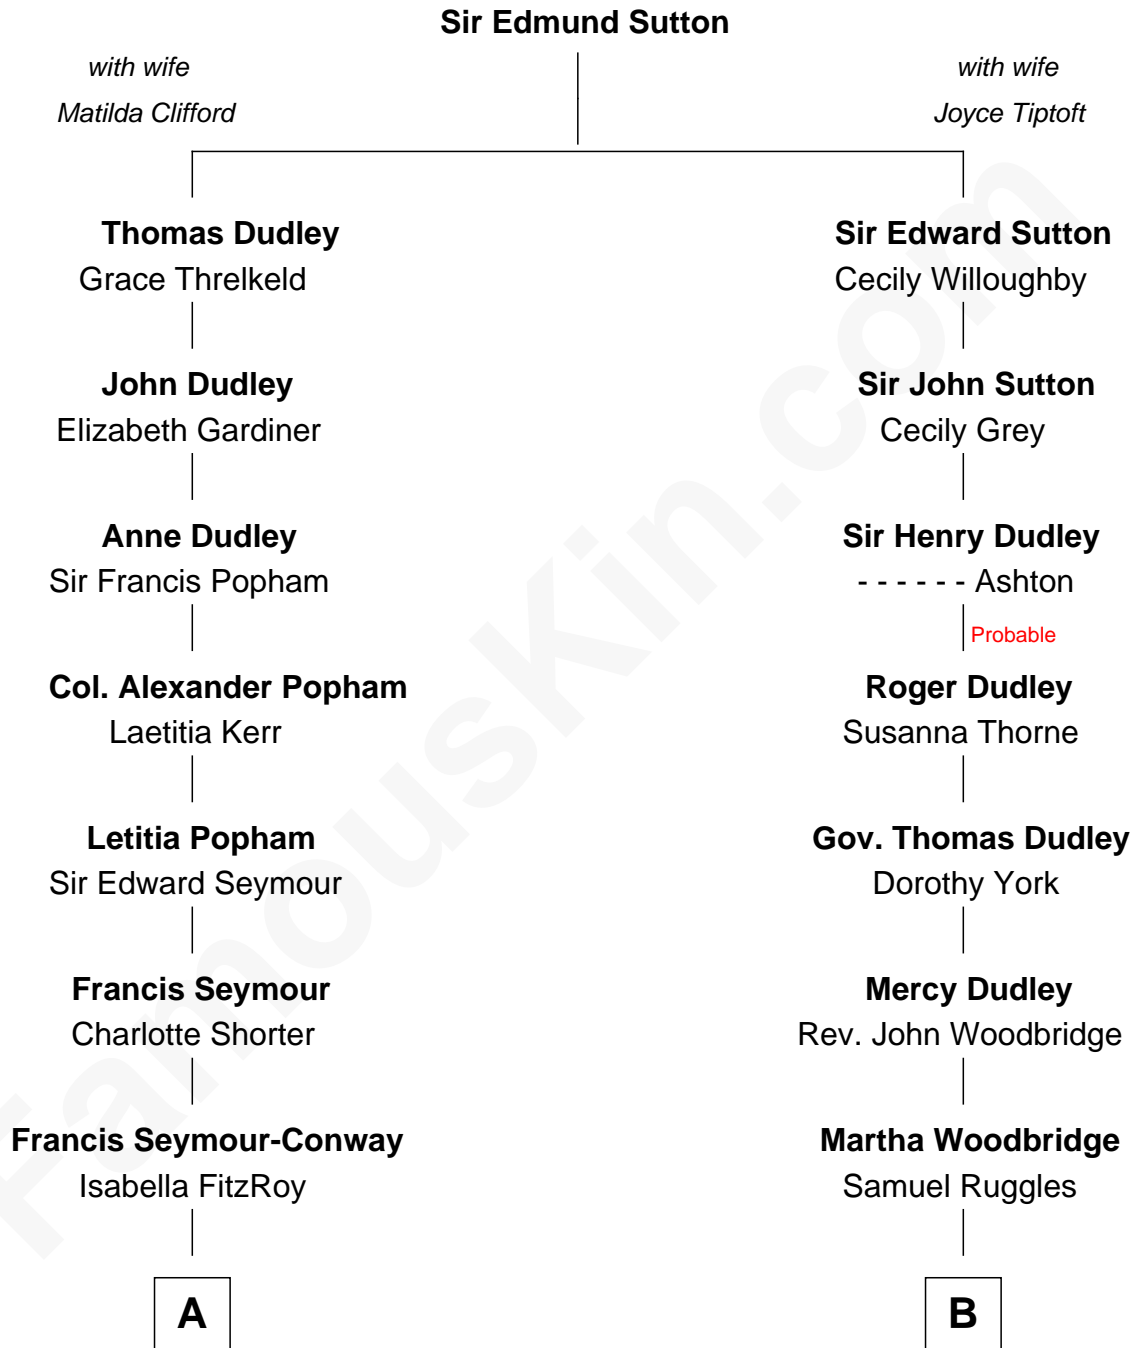 Sir Edmund Sutton
with wife
Matilda Clifford
with wife
Joyce Tiptoft
Thomas Dudley
Grace Threlkeld
Sir Edward Sutton
Cecily Willoughby
John Dudley
Elizabeth Gardiner
Sir John Sutton
Cecily Grey
Anne Dudley
Sir Francis Popham
Sir Henry Dudley
- - - - - - Ashton
Probable
Col. Alexander Popham
Laetitia Kerr
Roger Dudley
Susanna Thorne
Letitia Popham
Sir Edward Seymour
Gov. Thomas Dudley
Dorothy York
Francis Seymour
Charlotte Shorter
Mercy Dudley
Rev. John Woodbridge
Francis Seymour-Conway
Isabella FitzRoy
Martha Woodbridge
Samuel Ruggles
A
B
FamousKin.com